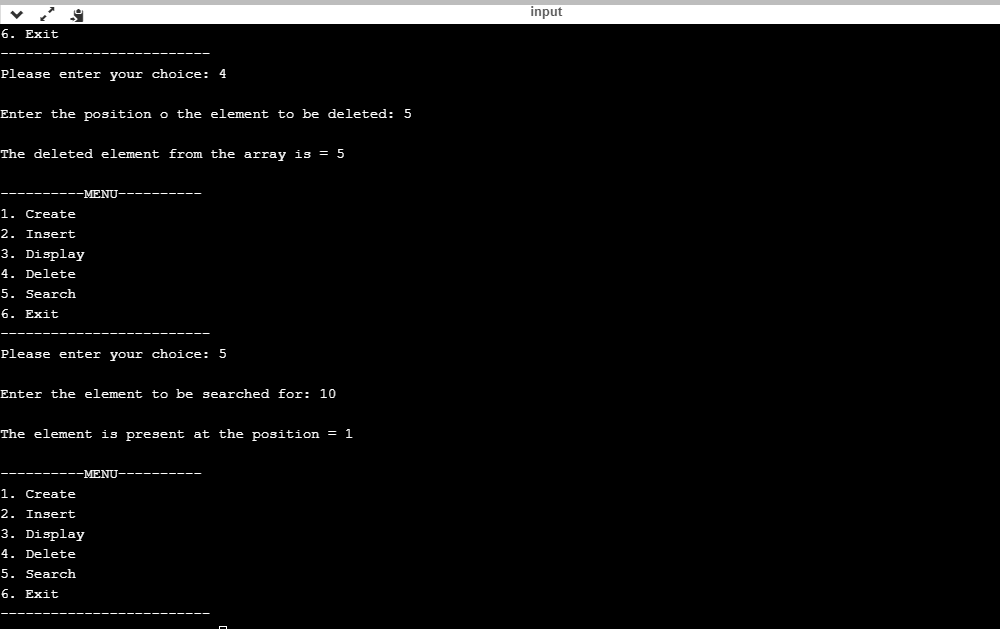 input
6. Exit
-------------------------
Please enter your choice: 4
Enter the position o the element to be deleted: 5
The deleted element from the array is = 5
----------MENU----------
1. Create
2. Insert
3. Display
4. Delete
5. Search
6. Exit
-------------------------
Please enter your choice: 5
Enter the element to be searched for: 10
The element is present at the position = 1
----------MENU----------
1. Create
2. Insert
3. Display
4. Delete
5. Search
6. Exit
-------------------------